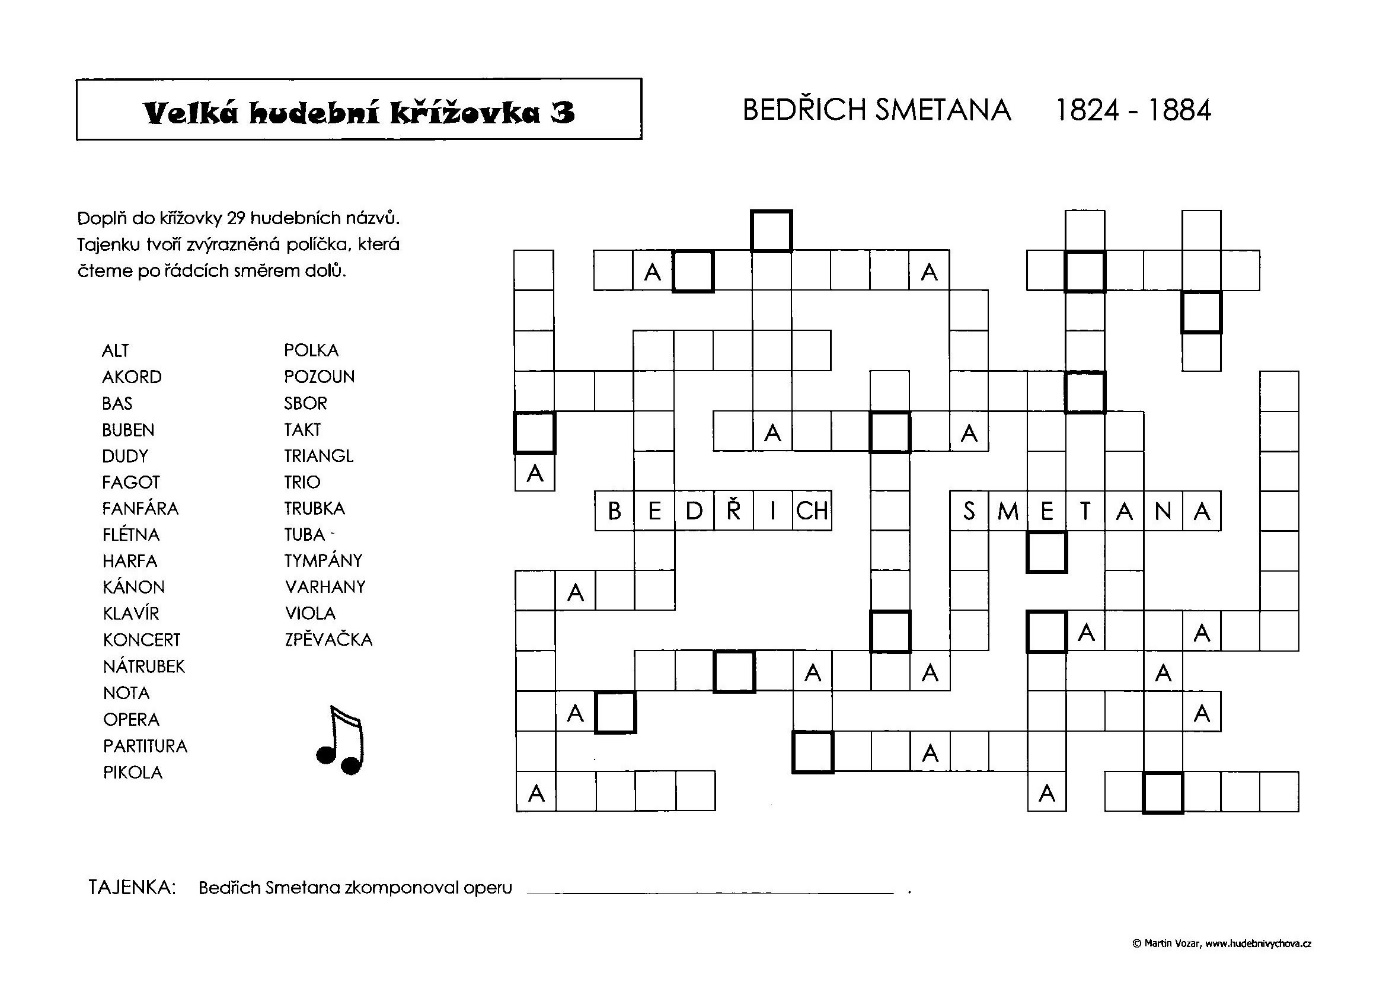 Velká hudební křížovka 3
BEDŘICH SMETANA 1824 - 1884
Doplň do křížovky 29 hudebních názvů.
Tajenku tvoří zvýrazněná políčka, která
čteme po řádcích směrem dolů.
ALT POLKA
AKORD POZOUN
BAS SBOR
BUBEN TAKT
DUDY TRIANGL
FAGOT TRIO
FANFÁRA TRUBKA
FLÉTNA TUBA -
HARFA TYMPÁNY
KÁNON VARHANY
KLAVÍR VIOLA
KONCERT ZPĚVAČKA
NÁTRUBEK
NOTA
OPERA
PARTITURA
PIKOLA
A A
A A
A
B E D Ř I CH S M E T A N A
A
A A
A A A
A A
A
A A
TAJENKA: Bedřich Smetana zkomponoval operu .
© Martin Vozar, www.hudebnivychova.cz